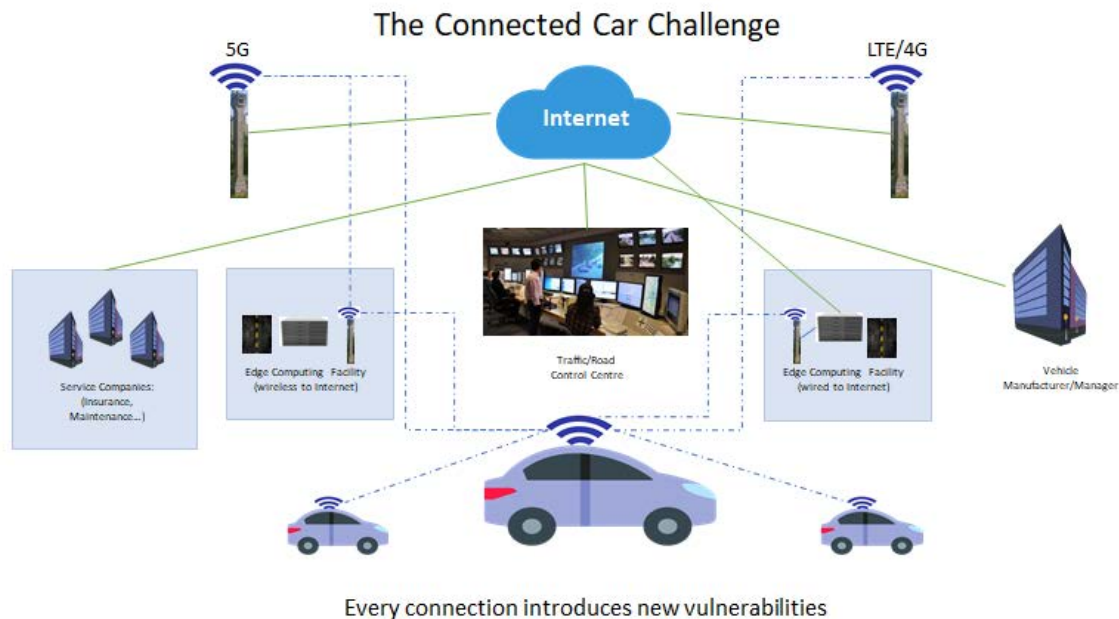 The Connected Car Challenge
5G
LTE/4G
Internet
Service Companies:
(Insurance,
Maintenance...)
Edge Computing Facility
(wireless to Internet)
Traffic/Road
Control Centre
Edge Computing Facility
(wired to Internet)
Vehicle
Manufacturer/Manager
Every connection introduces new vulnerabilities